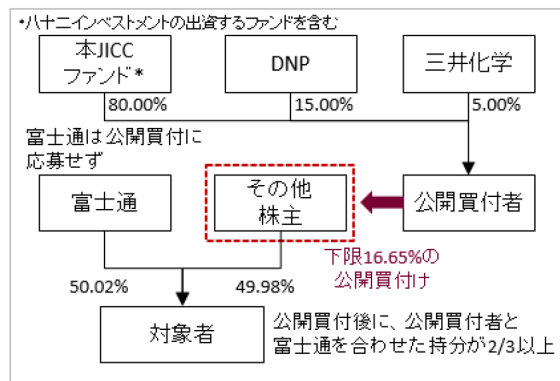 *ハナニインベストメントの出資するファンドを含む
本JICC
ファンド*
DNP
三井化学
80.00%
15.00%
5.00%
富士通は公開買付に
応募せず
富士通
その他
株主
公開買付者
下限16.65%の
公開買付け
50.02%
49.98%
対象者
公開買付後に、公開買付者と
富士通を合わせた持分が2/3以上